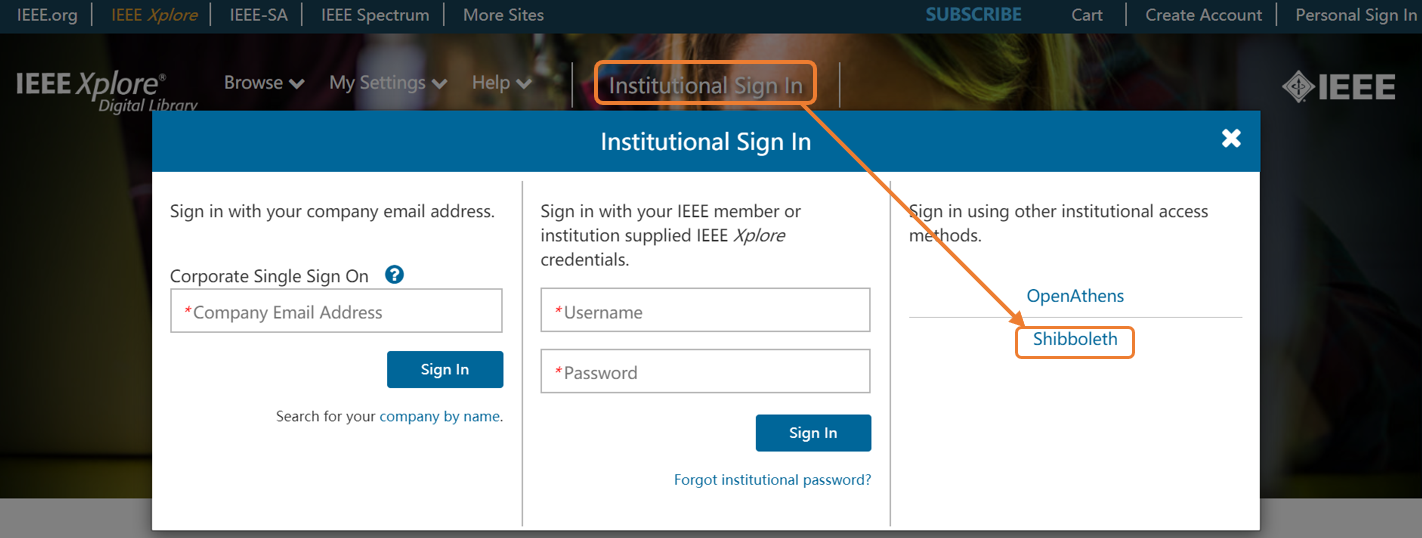 IEEE.org
IEEE Xplore
IEEE-SA
IEEE Spectrum
More Sites
SUBSCRIBE
Cart
Create Account
Personal Sign In
IEEE Xplore®
Digital Library
Browse
My Settings
Help
Institutional Sign In
IEEE
Institutional Sign In
Sign in with your company email address.
Corporate Single Sign On ?
*Company Email Address
Sign In
Search for your company by name.
Sign in with your IEEE member or
institution supplied IEEE Xplore
credentials.
*Username
*Password
Sign In
Forgot institutional password?
Sign in using other institutional access
methods.
OpenAthens
Shibboleth